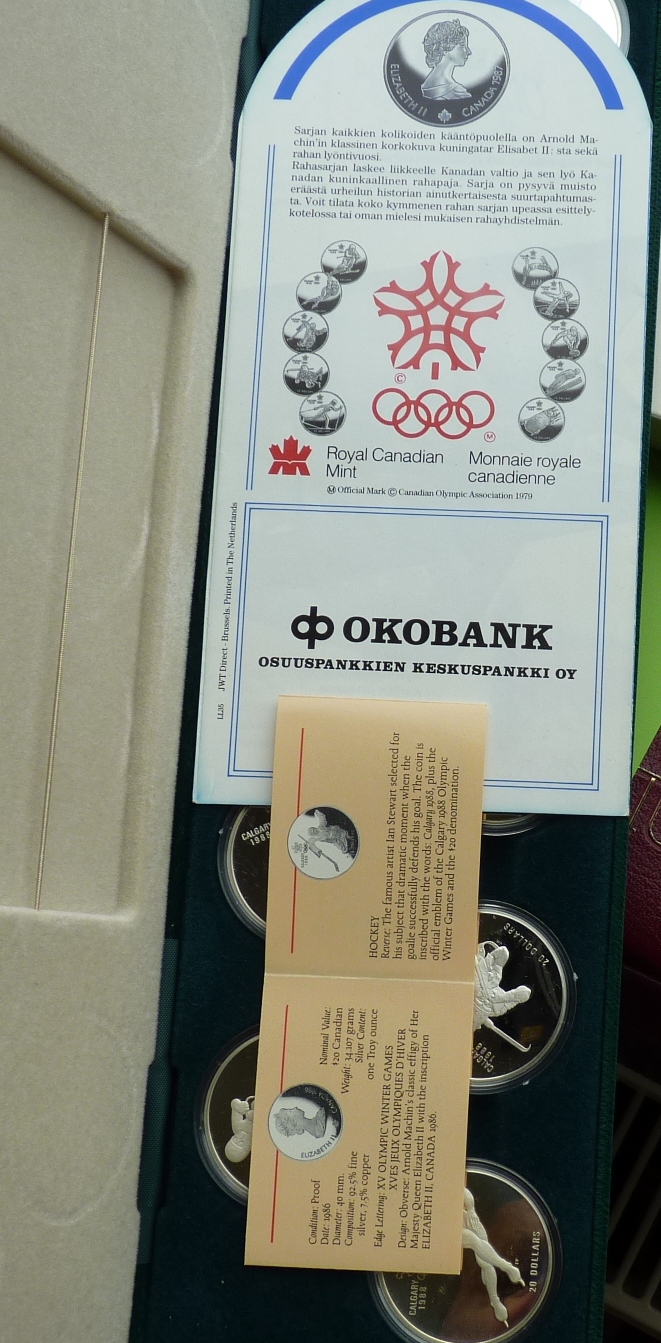 ELIZABETH II CANADA 1987
Sarjan kaikkien kolikoiden kääntöpuolella on Arnold Ma-
chin'in klassinen korkokuva kuningatar Elisabet II: sta sekä
rahan lyöntivuosi.
Rahasarjan laskee liikkeelle Kanadan valtio ja sen lyö Ka-
nadan kuninkaallinen rahapaja. Sarja on pysyvä muisto
eräästä urheilun historian ainutkertaisesta suurtapahtumas-
ta. Voit tilata koko kymmenen rahan sarjan upeassa esittely-
kotelossa tai oman mielesi mukaisen rahayhdistelmän.
©
M
Royal Canadian
Mint
Monnaie royale
canadienne
Ⓜ Official Mark © Canadian Olympic Association 1979
LL35 JWT Direct - Brussels. Printed in The Netherlands
OKOBANK
OSUUSPANKKIEN KESKUSPANKKI OY
HOCKEY
Reverse: The famous artist Ian Stewart selected for
his subject that dramatic moment when the
goalie successfully defends his goal. The coin is
inscribed with the words: Calgary 1988, plus the
official emblem of the Calgary 1988 Olympic
Winter Games and the $20 denomination.
ELIZABETH II CANADA 1986
Condition: Proof
Date: 1986
Diameter: 40 mm.
Composition: 92.5% fine
silver, 7.5% copper
Nominal Value:
$20 Canadian
Weight: 34.107 grams
Silver Content:
one Troy ounce
Edge Lettering: XV OLYMPIC WINTER GAMES
XVES JEUX OLYMPIQUES D'HIVER
Design: Obverse: Arnold Machin's classic effigy of Her
Majesty Queen Elizabeth II with the inscription
ELIZABETH II, CANADA 1986.
CALGARY
1988
20 DOLLARS
CALGARY
1988
CALGARY
1988
20 DOLLARS